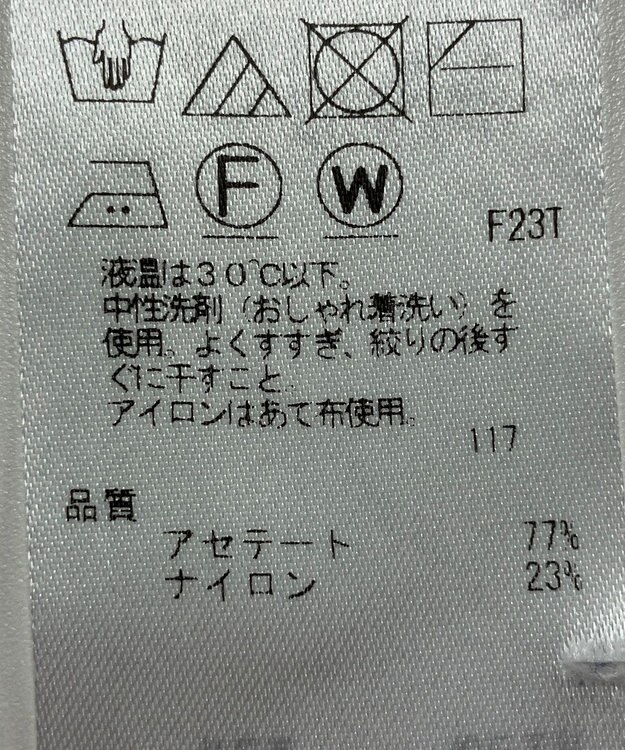 F W
F23T
液温は30℃以下。
中性洗剤(おしゃれ着洗い)を
使用。よくすすぎ、絞りの後す
ぐに干すこと。
アイロンはあて布使用。
117
品質
アセテート 77%
ナイロン 23%